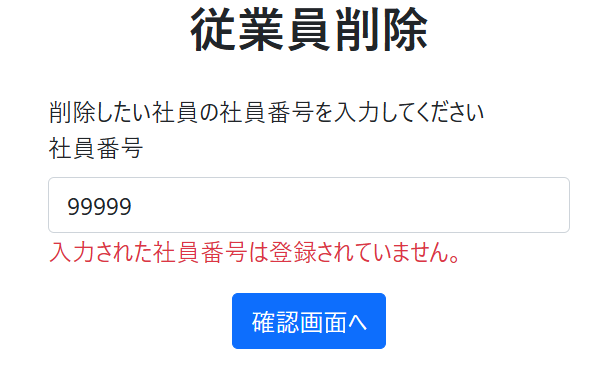 従業員削除
削除したい社員の社員番号を入力してください
社員番号
99999
入力された社員番号は登録されていません。
確認画面へ